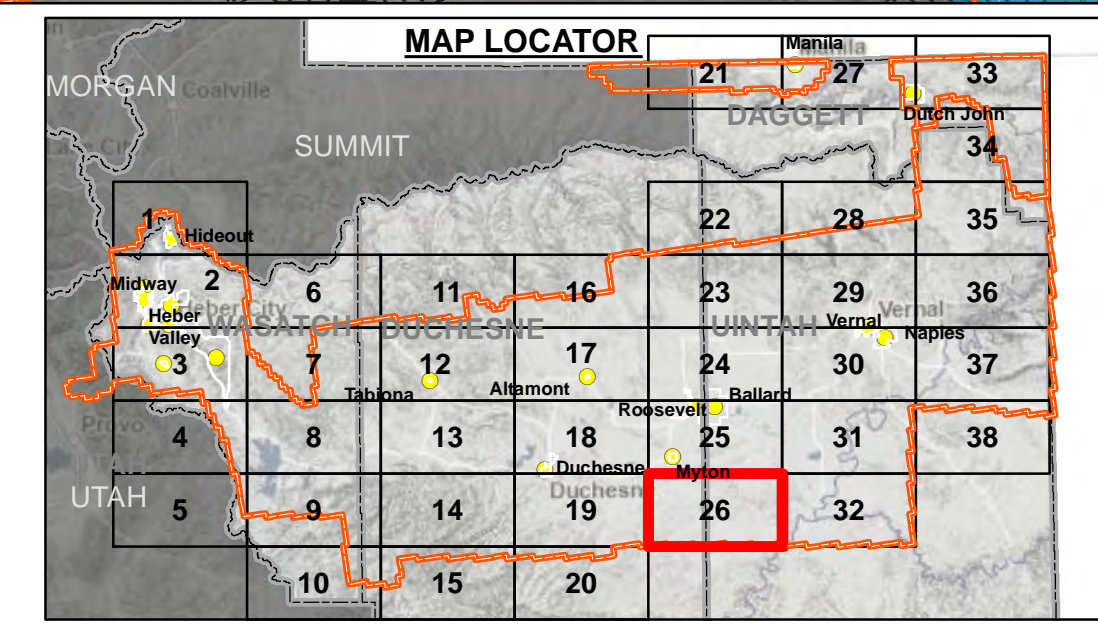 MAP LOCATOR
Manila
Manila
21
27
33
MORGAN
Coalville
DAGGETT
Dutch John
SUMMIT
34
1
22
28
35
Hideout
Midway
2
6
11
16
23
29
36
Heber City
Heber
Valley
WASATCH
DUCHESNE
UINTAH
Vernal
Vernal
Naples
3
7
12
17
24
30
37
Tabiona
Altamont
Roosevelt
Ballard
Provo
4
8
13
18
25
31
38
Duchesne
Myton
UTAH
Duchesn
5
9
14
19
26
32
10
15
20